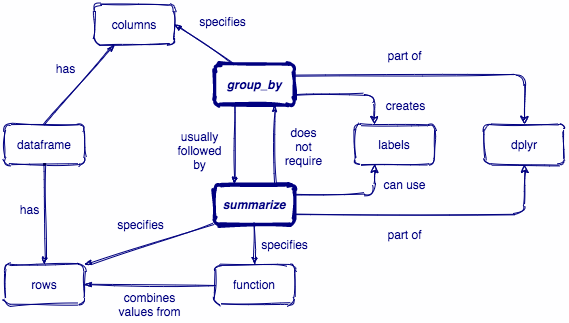 columns
specifies
has
part of
group_by
creates
usually
followed
by
does
not
require
dataframe
labels
dplyr
can use
summarize
has
specifies
part of
specifies
rows
function
combines
values from